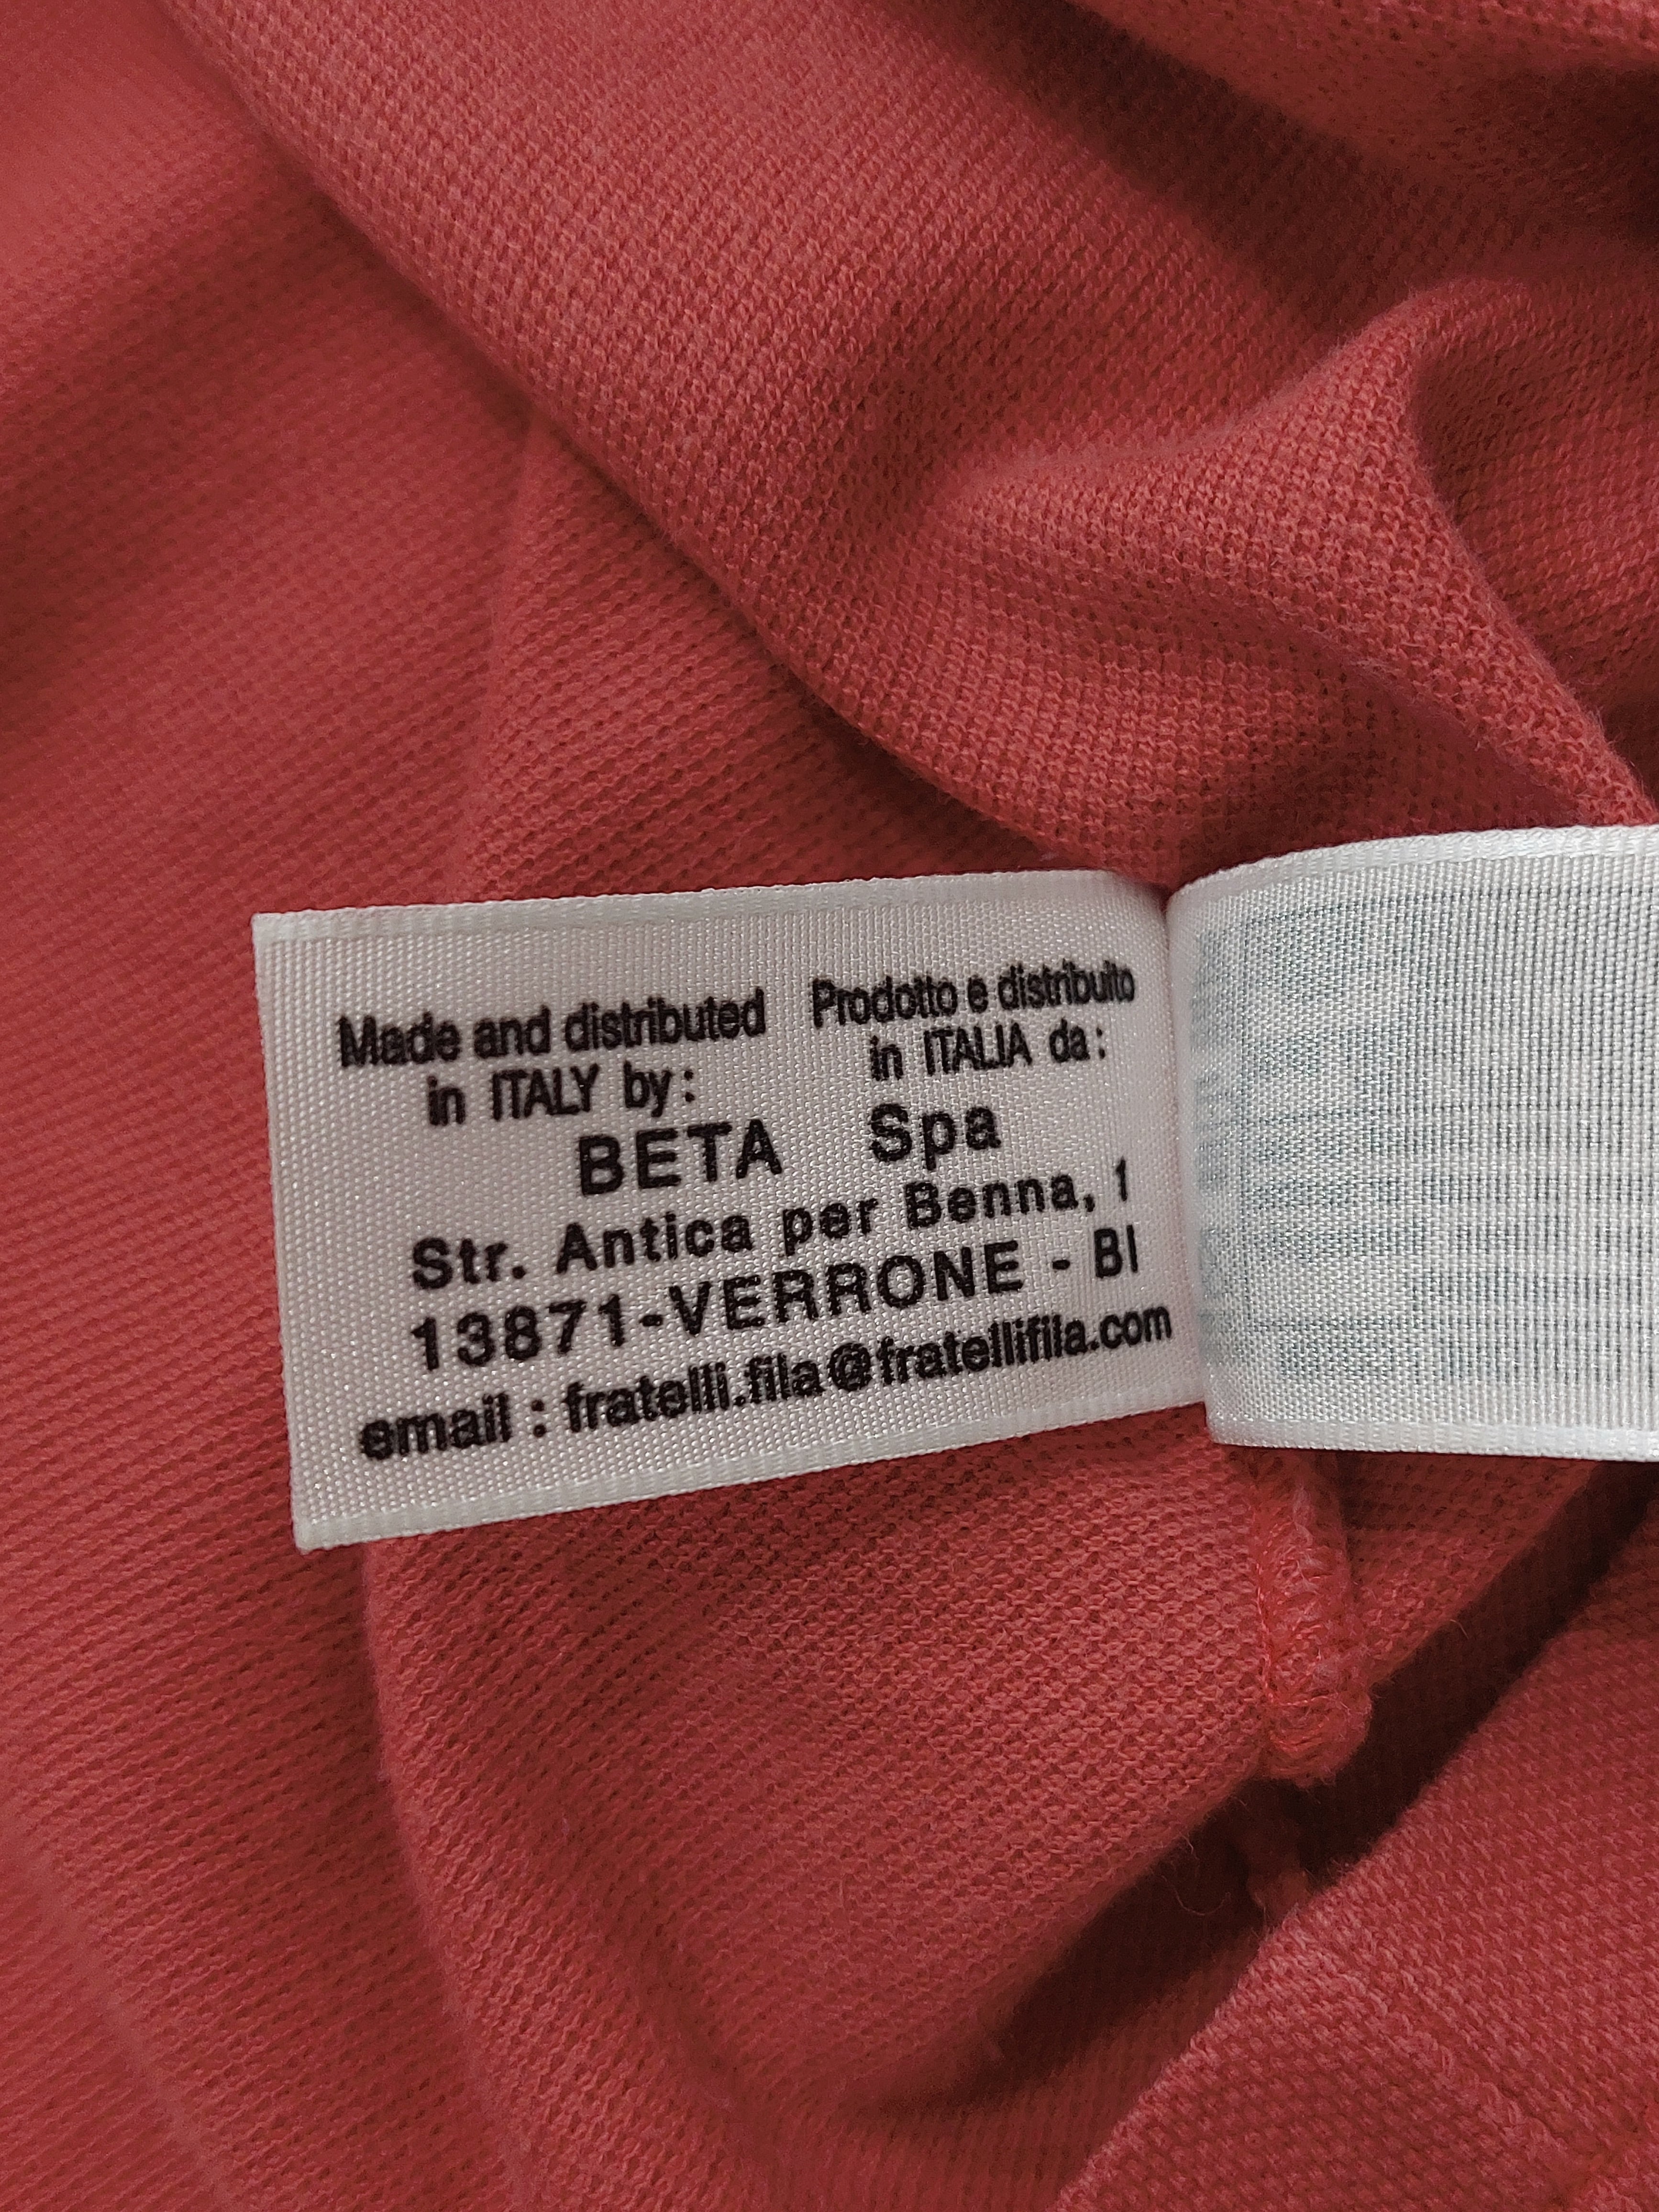 Made and distributed Prodotto e distribuito
in ITALY by: in ITALIA da:
BETA Spa
Str. Antica per Benna, 1
13871-VERRONE - BI
email : fratelli.fila@fratellifila.com